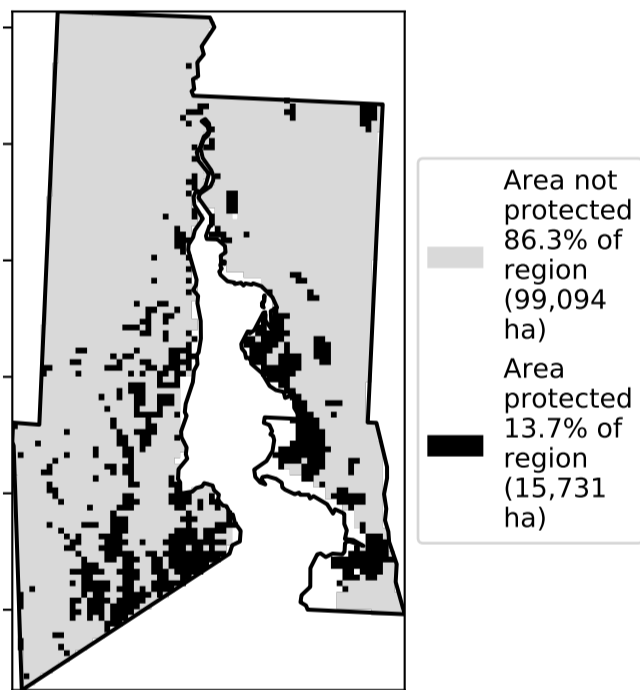 Area not
protected
86.3% of
region
(99,094
ha)
Area
protected
13.7% of
region
(15,731
ha)